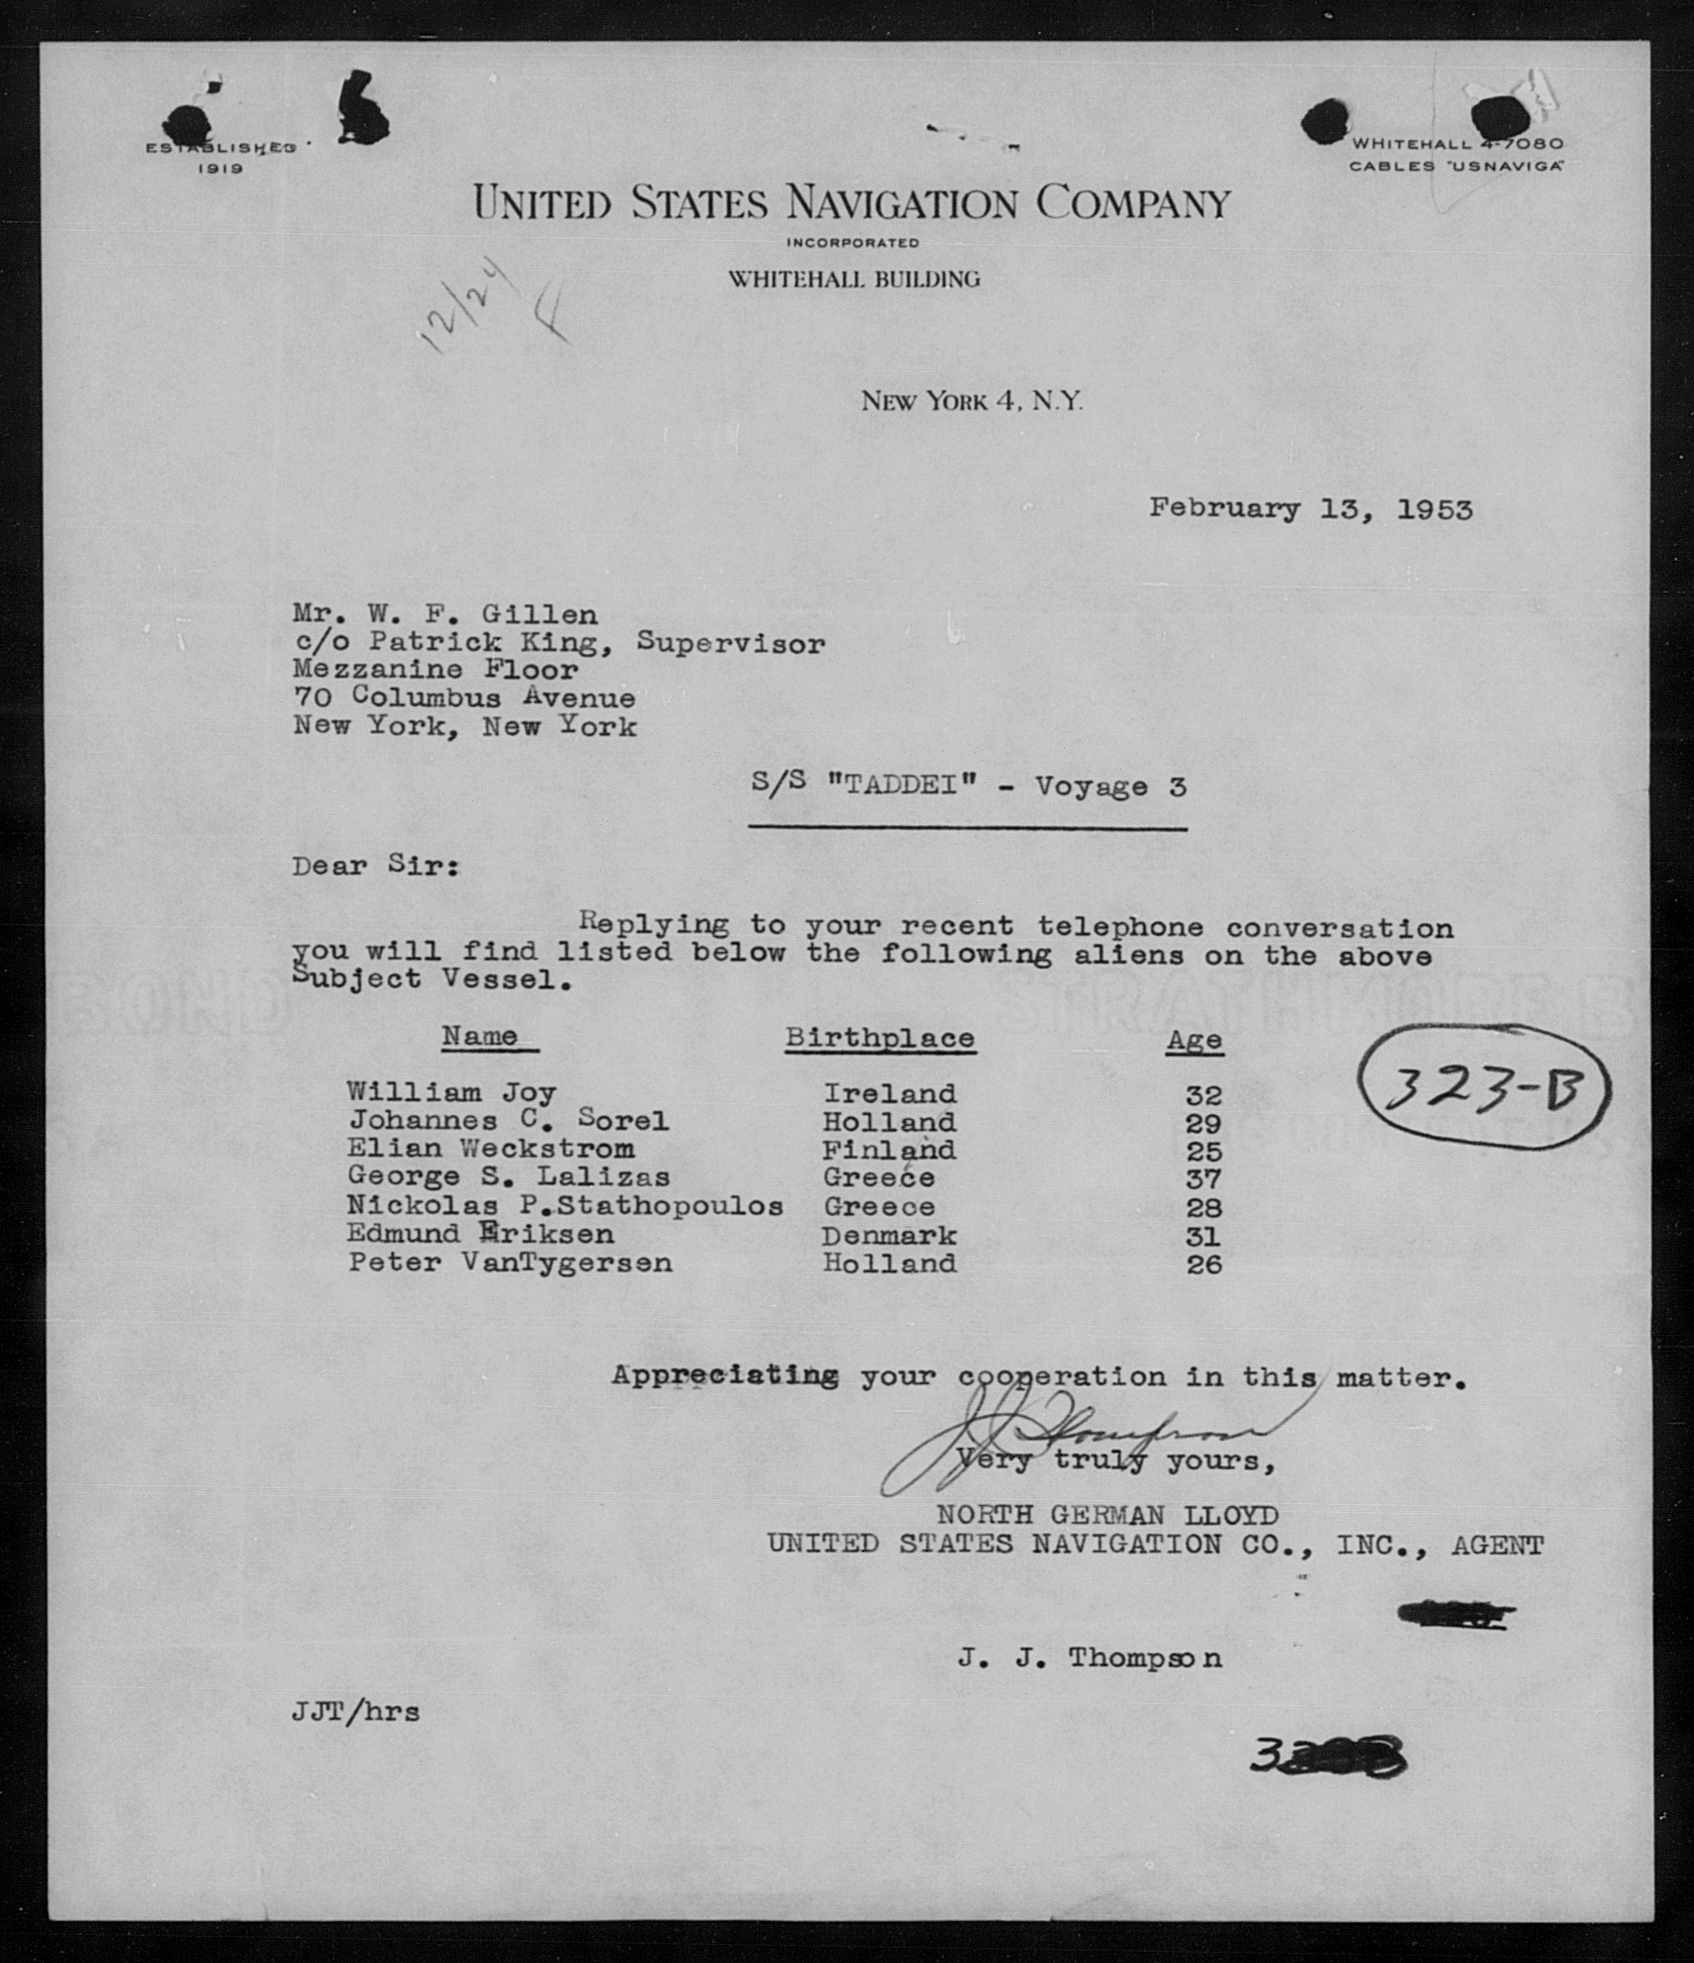 ESTABLISHED
1919
WHITEHALL 4-7080
CABLES "USNAVIGA"
UNITED STATES NAVIGATION COMPANY
INCORPORATED
WHITEHALL BUILDING
12/24
NEW YORK 4, N.Y.
February 13, 1953
Mr. W. F. Gillen
c/o Patrick King, Supervisor
Mezzanine Floor
70 Columbus Avenue
New York, New York
S/S "TADDEI" - Voyage 3
Dear Sir:
Replying to your recent telephone conversation
you will find listed below the following aliens on the above
Subject Vessel.
STRATHMORE
BOND
Name Birthplace Age
323-B
William Joy Ireland 32
Johannes C. Sorel Holland 29
Elian Weckstrom Finland 25
George S. Lalizas Greece 37
Nickolas P.Stathopoulos Greece 28
Edmund Eriksen Denmark 31
Peter VanTygersen Holland 26
Appreciating your cooperation in this matter.
J J Thompson
Very truly yours,
NORTH GERMAN LLOYD
UNITED STATES NAVIGATION CO., INC., AGENT
J. J. Thompson
JJT/hrs